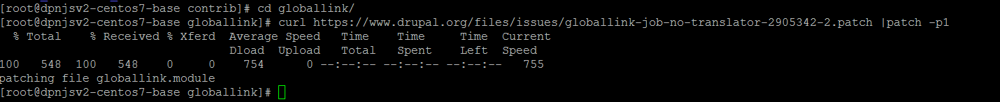 [root@dpnjsv2-centos7-base contrib]# cd globallink/
[root@dpnjsv2-centos7-base globallink]# curl https://www.drupal.org/files/issues/globallink-job-no-translator-2905342-2.patch |patch -p1
  % Total    % Received % Xferd  Average Speed   Time    Time     Time  Current
                                 Dload  Upload   Total   Spent    Left  Speed
100   548  100   548    0     0    754      0 --:--:-- --:--:-- --:--:--   755
patching file globallink.module
[root@dpnjsv2-centos7-base globallink]#